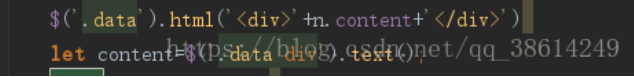 $('.data').html('<div>'+n.content+'</div>')
let content=$('.data div').text();
https://blog.csdn.net/qq_38614249